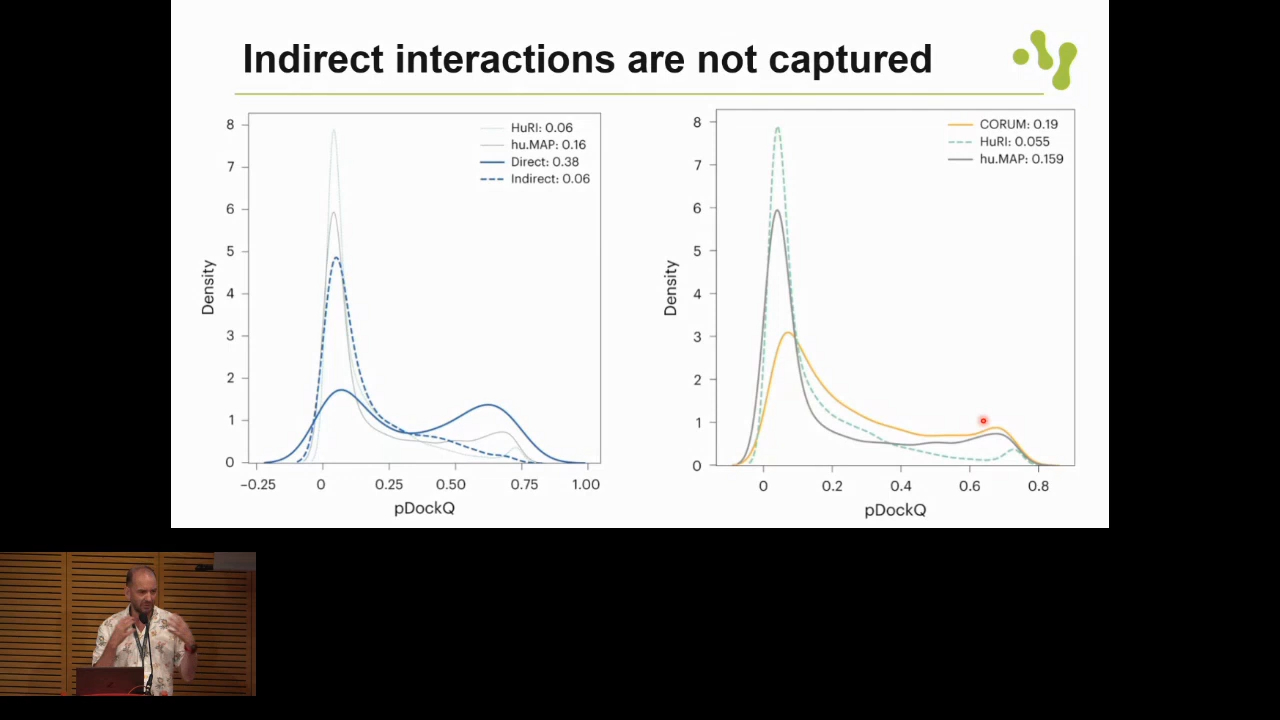 Indirect interactions are not captured
HuRI: 0.06
hu.MAP: 0.16
Direct: 0.38
Indirect: 0.06
8
7
6
5
4
3
2
1
0
Density
−0.25 0 0.25 0.50 0.75 1.00
pDockQ
CORUM: 0.19
HuRI: 0.055
hu.MAP: 0.159
8
7
6
5
4
3
2
1
0
Density
0 0.2 0.4 0.6 0.8
pDockQ